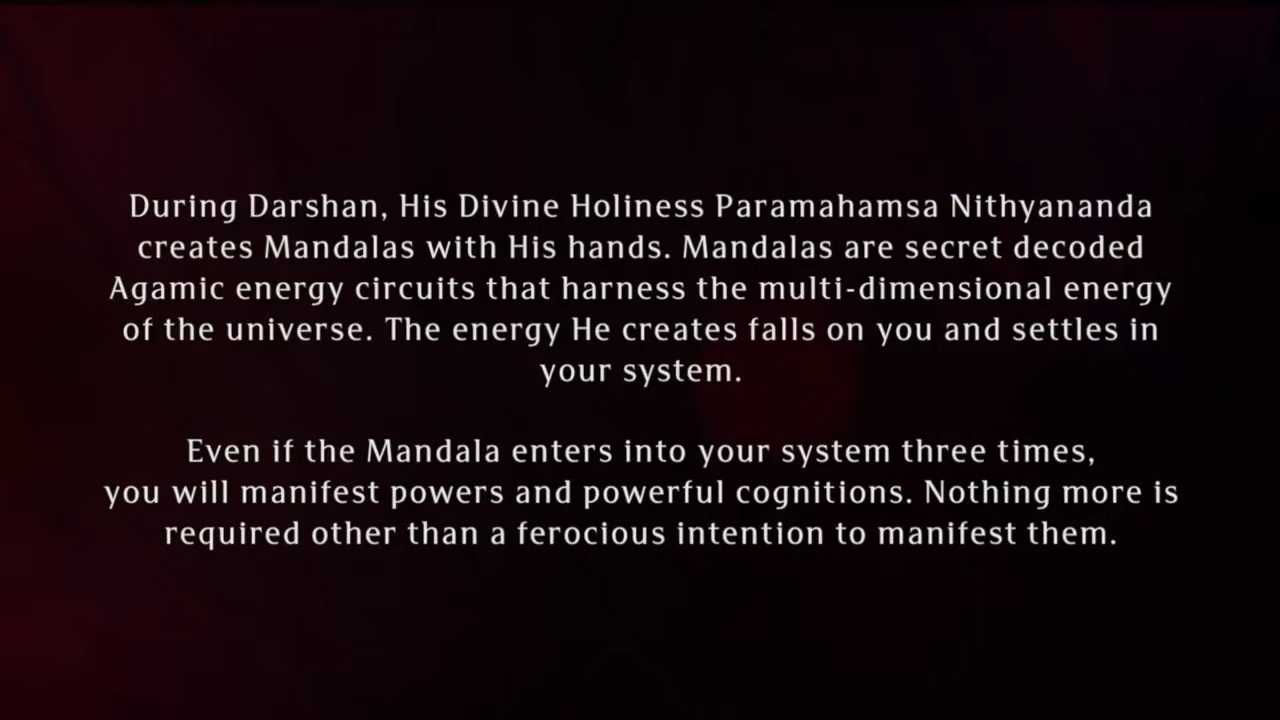 During Darshan, His Divine Holiness Paramahamsa Nithyananda
creates Mandalas with His hands. Mandalas are secret decoded
Agamic energy circuits that harness the multi-dimensional energy
of the universe. The energy He creates falls on you and settles in
your system.
Even if the Mandala enters into your system three times,
you will manifest powers and powerful cognitions. Nothing more is
required other than a ferocious intention to manifest them.